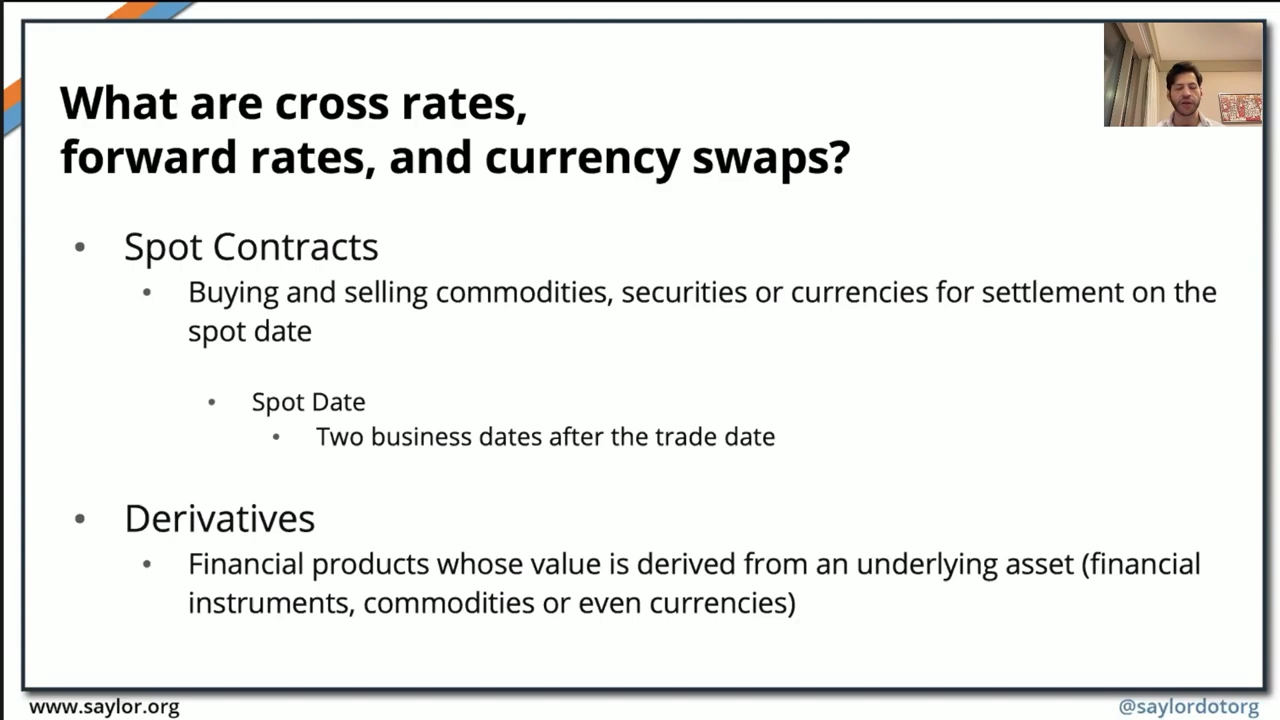 What are cross rates,
forward rates, and currency swaps?
• Spot Contracts
• Buying and selling commodities, securities or currencies for settlement on the
spot date
• Spot Date
• Two business dates after the trade date
• Derivatives
• Financial products whose value is derived from an underlying asset (financial
instruments, commodities or even currencies)
www.saylor.org
@saylordotorg